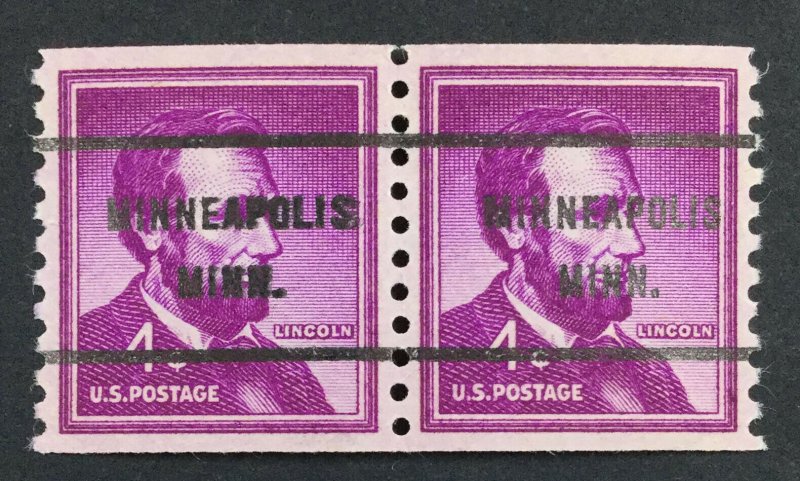 MINNEAPOLIS
MINN.
LINCOLN
4¢
U.S. POSTAGE
MINNEAPOLIS
MINN.
LINCOLN
4¢
U.S. POSTAGE